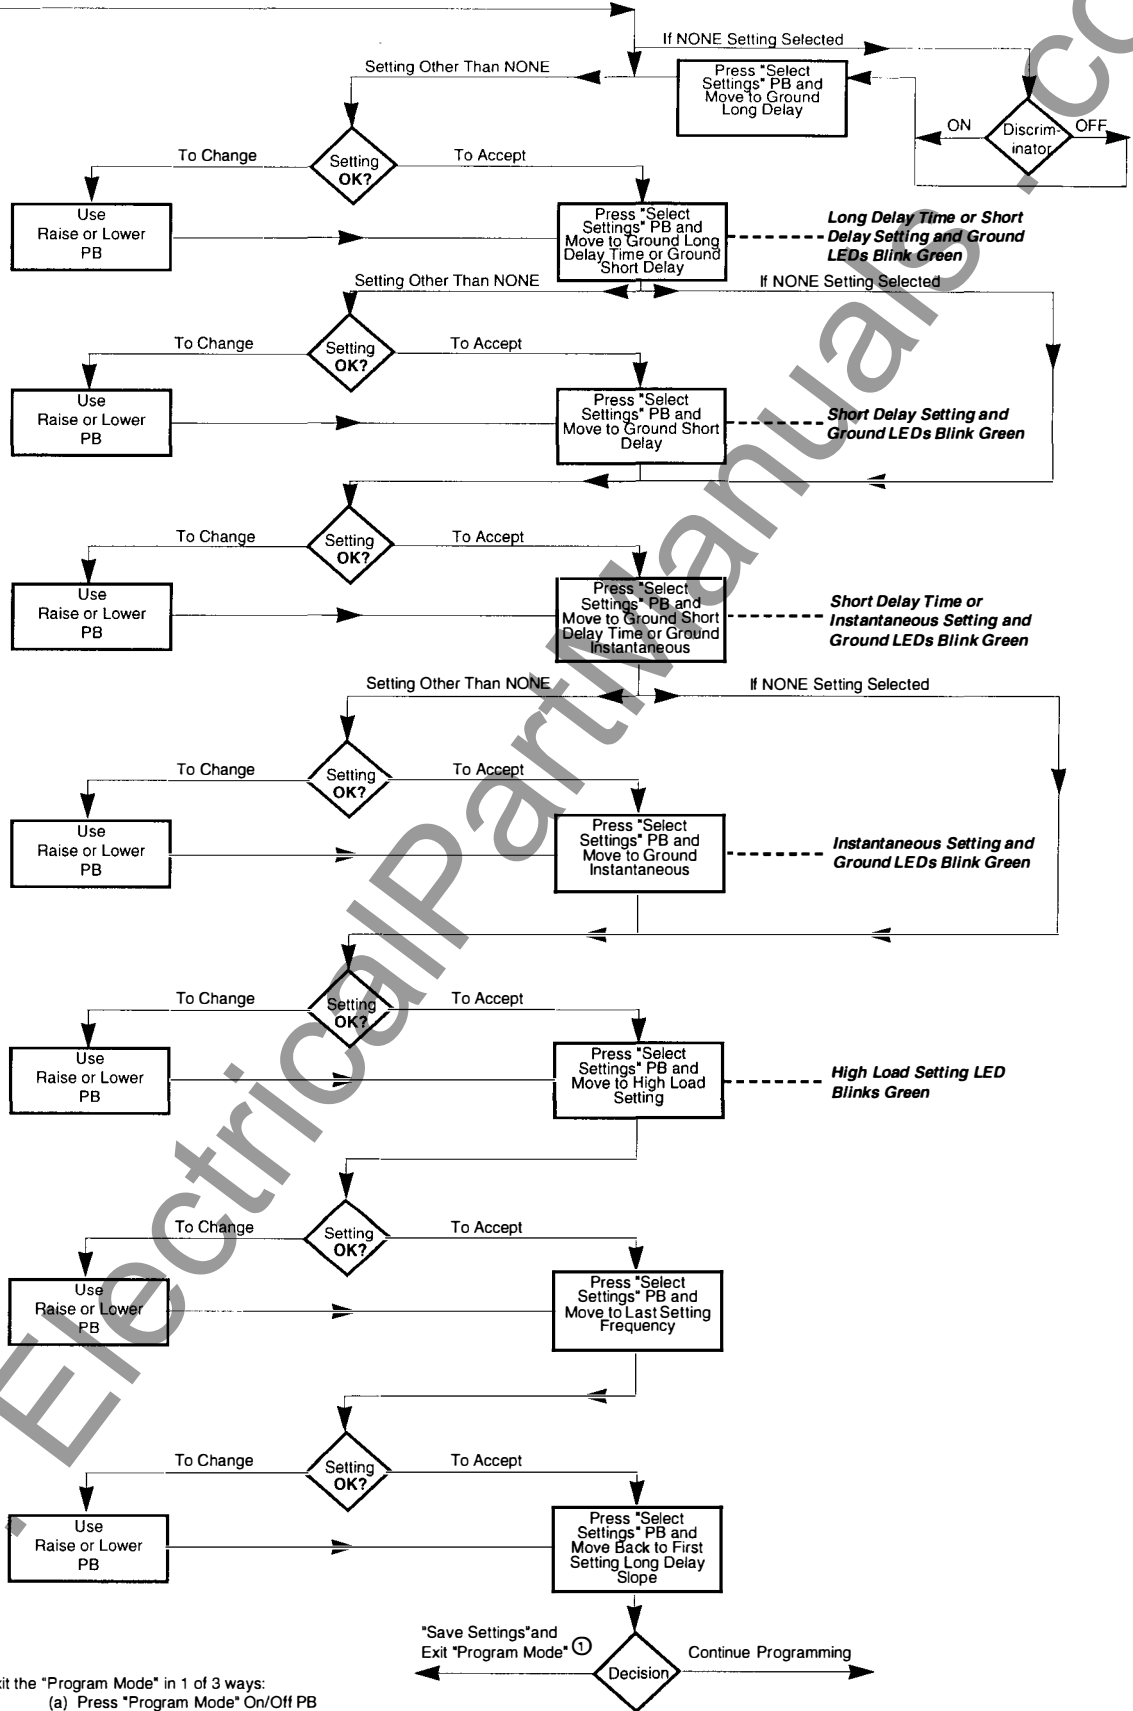 If NONE Setting Selected
Setting Other Than NONE
Press "Select
Settings" PB and
Move to Ground
Long Delay
ON
Discrim-
inator
OFF
To Change
Setting
OK?
To Accept
Use
Raise or Lower
PB
Press "Select
Settings" PB and
Move to Ground Long
Delay Time or Ground
Short Delay
Long Delay Time or Short
Delay Setting and Ground
LEDs Blink Green
Setting Other Than NONE
If NONE Setting Selected
To Change
Setting
OK?
To Accept
Use
Raise or Lower
PB
Press "Select
Settings" PB and
Move to Ground Short
Delay
Short Delay Setting and
Ground LEDs Blink Green
To Change
Setting
OK?
To Accept
Use
Raise or Lower
PB
Press "Select
Settings" PB and
Move to Ground Short
Delay Time or Ground
Instantaneous
Short Delay Time or
Instantaneous Setting and
Ground LEDs Blink Green
Setting Other Than NONE
If NONE Setting Selected
To Change
Setting
OK?
To Accept
Use
Raise or Lower
PB
Press "Select
Settings" PB and
Move to Ground
Instantaneous
Instantaneous Setting and
Ground LEDs Blink Green
To Change
Setting
OK?
To Accept
Use
Raise or Lower
PB
Press "Select
Settings" PB and
Move to High Load
Setting
High Load Setting LED
Blinks Green
To Change
Setting
OK?
To Accept
Use
Raise or Lower
PB
Press "Select
Settings" PB and
Move to Last Setting
Frequency
To Change
Setting
OK?
To Accept
Use
Raise or Lower
PB
Press "Select
Settings" PB and
Move Back to First
Setting Long Delay
Slope
"Save Settings"and
Exit "Program Mode" ①
Decision
Continue Programming
xit the "Program Mode" in 1 of 3 ways:
(a) Press "Program Mode" On/Off PB
. ElectricalPartManuals . co